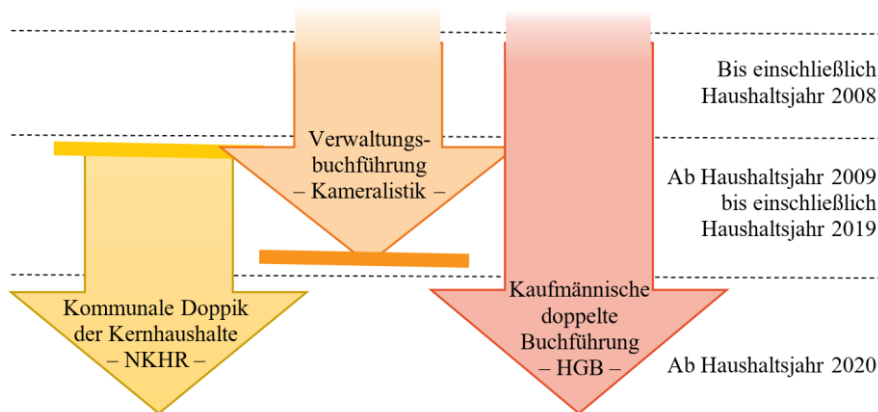 Bis einschließlich
Haushaltsjahr 2008
Verwaltungs-
buchführung
– Kameralistik –
Ab Haushaltsjahr 2009
bis einschließlich
Haushaltsjahr 2019
Kommunale Doppik
der Kernhaushalte
– NKHR –
Kaufmännische
doppelte
Buchführung
– HGB –
Ab Haushaltsjahr 2020